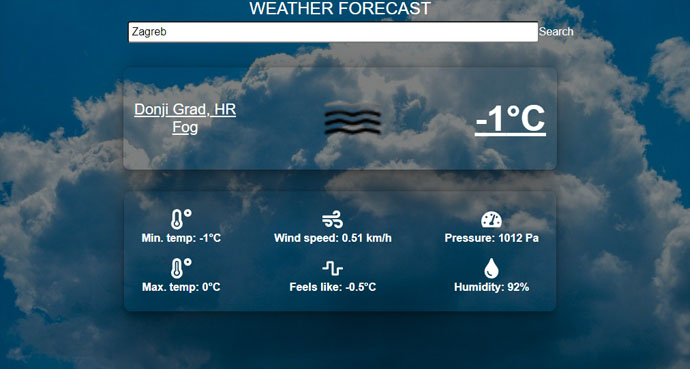 WEATHER FORECAST
Zagreb
Search
Donji Grad, HR
Fog
-1°C
Min. temp: -1°C
Wind speed: 0.51 km/h
Pressure: 1012 Pa
Max. temp: 0°C
Feels like: -0.5°C
Humidity: 92%